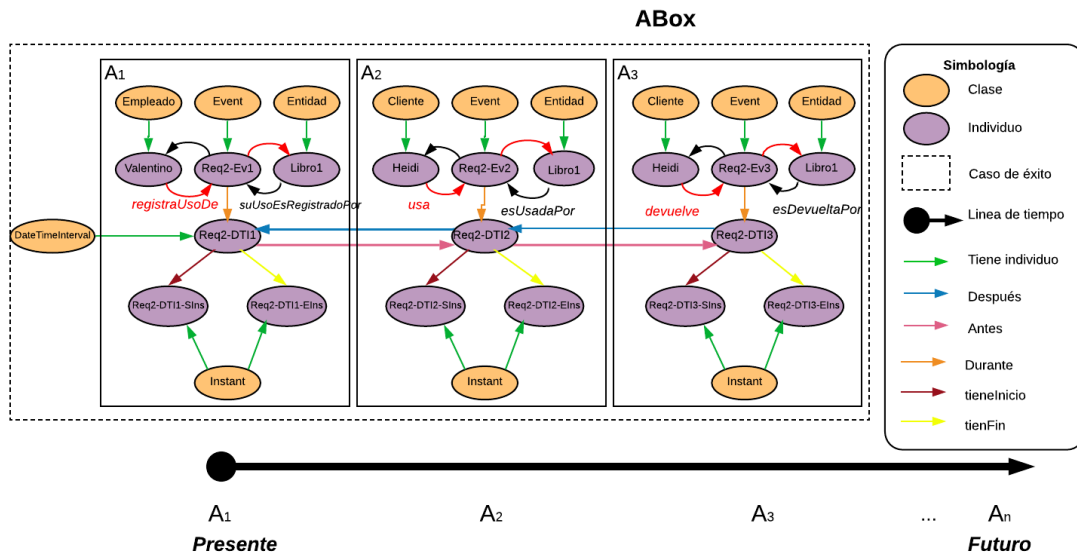 ABox
A1
Empleado
Event
Entidad
Valentino
Req2-Ev1
Libro1
registraUsoDe
suUsoEsRegistradoPor
DateTimeInterval
Req2-DTI1
Req2-DTI1-SIns
Req2-DTI1-EIns
Instant
A2
Cliente
Event
Entidad
Heidi
Req2-Ev2
Libro1
usa
esUsadaPor
Req2-DTI2
Req2-DTI2-SIns
Req2-DTI2-EIns
Instant
A3
Cliente
Event
Entidad
Heidi
Req2-Ev3
Libro1
devuelve
esDevueltaPor
Req2-DTI3
Req2-DTI3-SIns
Req2-DTI3-EIns
Instant
Simbología
Clase
Individuo
Caso de éxito
Linea de tiempo
Tiene individuo
Después
Antes
Durante
tieneInicio
tienFin
A1 A2 A3 ... An
Presente Futuro